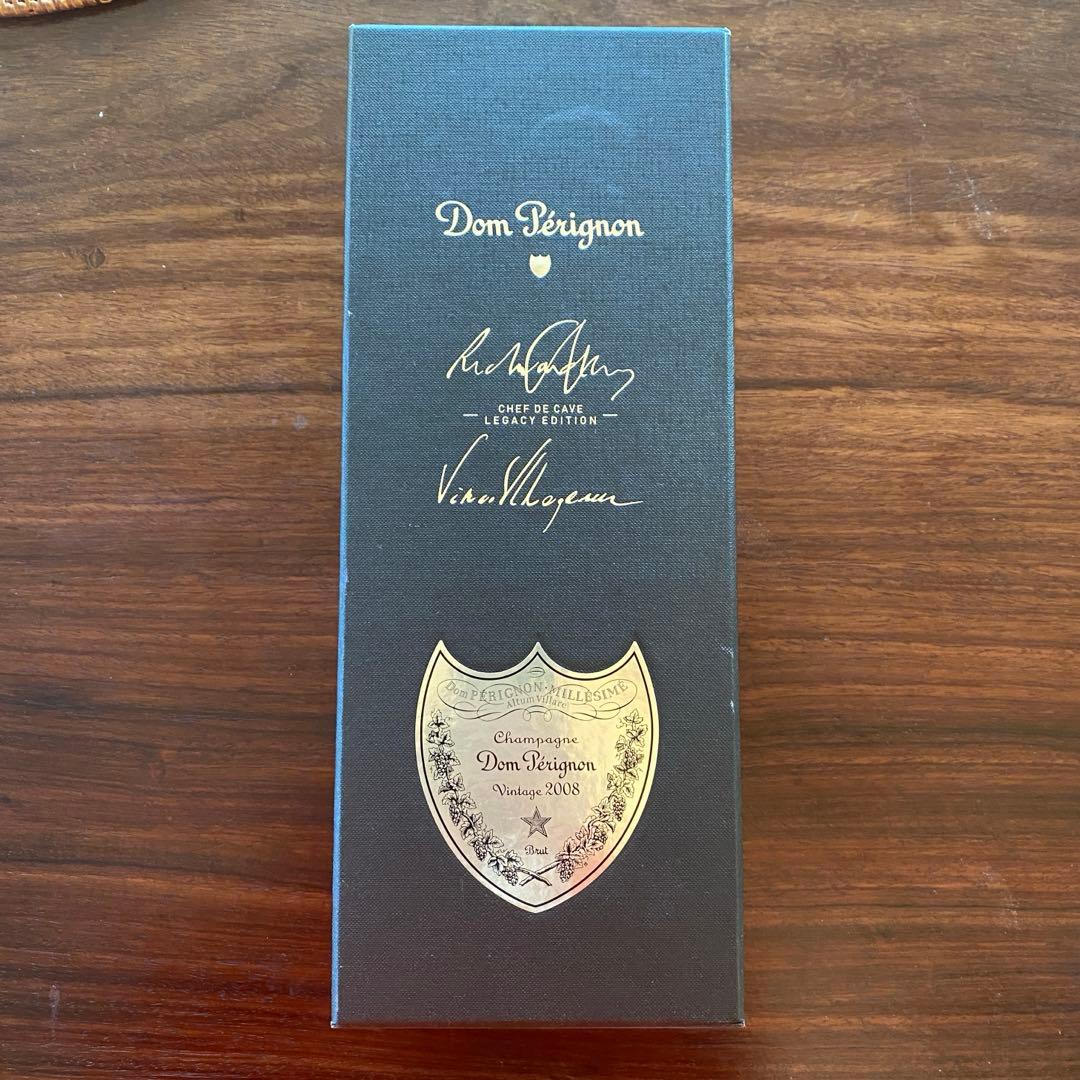 Dom Pérignon
CHEF DE CAVE
LEGACY EDITION
Dom PÉRIGNON · MILLÉSIMÉ
Altum Villare
Champagne
Dom Pérignon
Vintage 2008
Brut